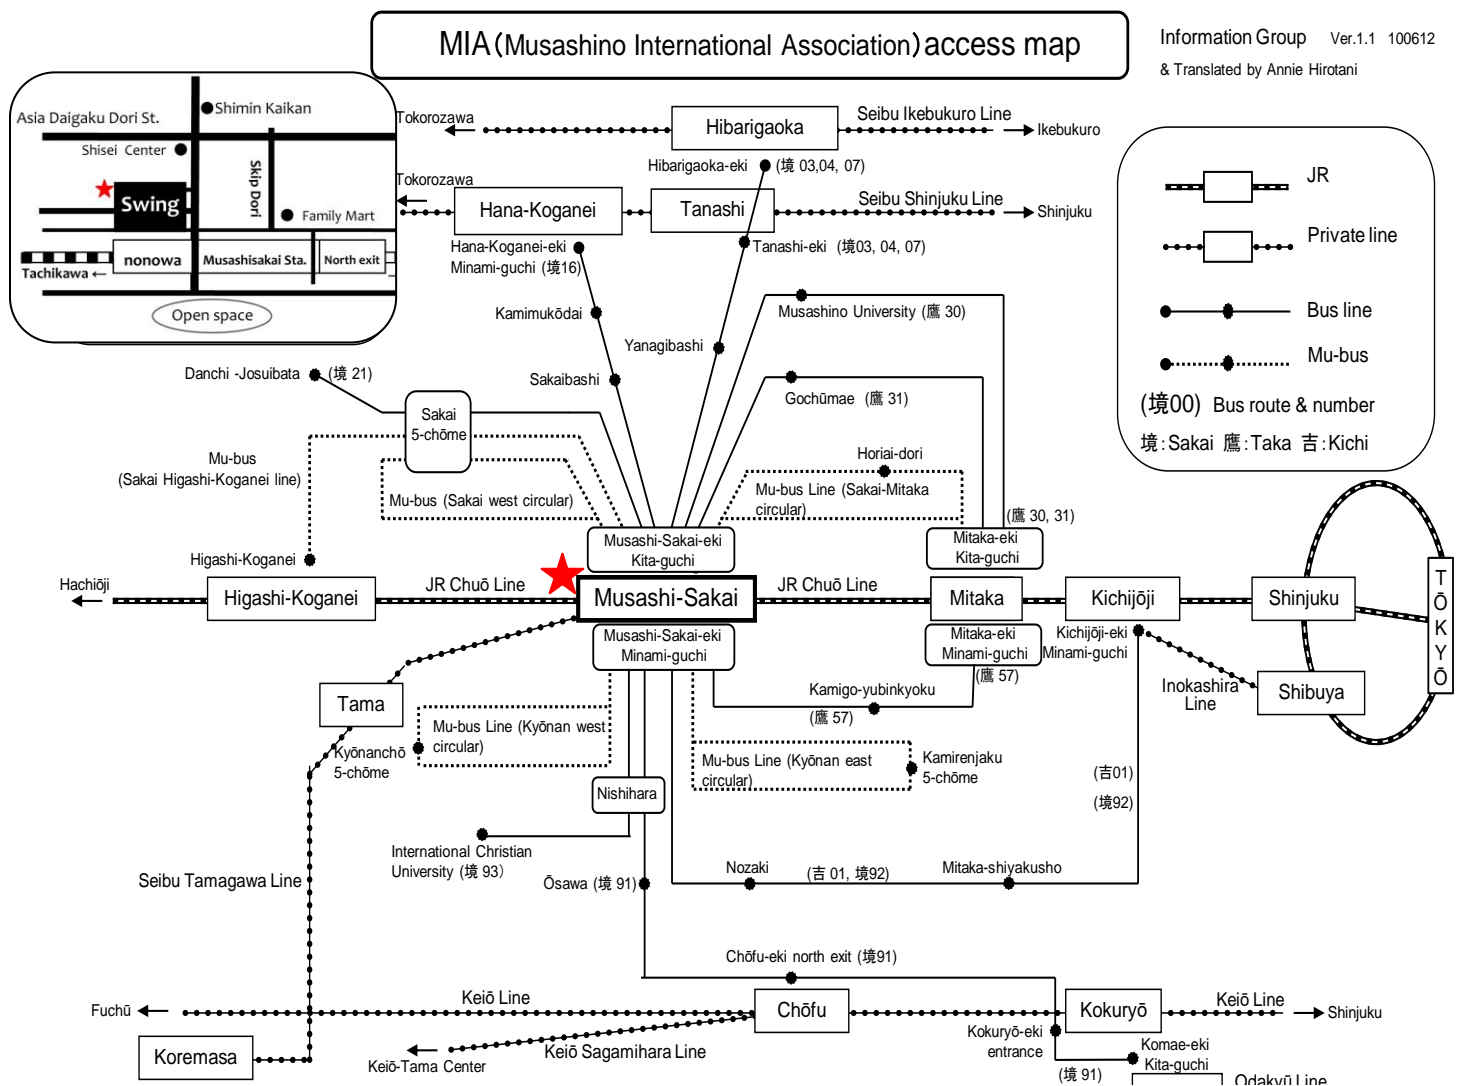 MIA(Musashino International Association)access map
Information Group Ver.1.1 100612
& Translated by Annie Hirotani
Shimin Kaikan
Asia Daigaku Dori St.
Shisei Center
Skip Dori
Swing
Family Mart
nonowa
Musashisakai Sta.
North exit
Tachikawa ←
Open space
Tokorozawa
Hibarigaoka
Seibu Ikebukuro Line
Ikebukuro
Hibarigaoka-eki (境 03,04, 07)
Tokorozawa
Hana-Koganei
Tanashi
Seibu Shinjuku Line
Shinjuku
Hana-Koganei-eki
Minami-guchi (境16)
Tanashi-eki (境03, 04, 07)
JR
Private line
Bus line
Mu-bus
(境00) Bus route & number
境:Sakai 鷹:Taka 吉:Kichi
Kamimukōdai
Musashino University (鷹 30)
Yanagibashi
Danchi -Josuibata (境 21)
Sakaibashi
Gochūmae (鷹 31)
Sakai
5-chōme
Mu-bus
(Sakai Higashi-Koganei line)
Mu-bus (Sakai west circular)
Horiai-dori
Mu-bus Line (Sakai-Mitaka
circular)
(鷹 30, 31)
Higashi-Koganei
Musashi-Sakai-eki
Kita-guchi
Mitaka-eki
Kita-guchi
Hachiōji
Higashi-Koganei
JR Chuō Line
Musashi-Sakai
JR Chuō Line
Mitaka
Kichijōji
Shinjuku
TŌKYŌ
Musashi-Sakai-eki
Minami-guchi
Mitaka-eki
Minami-guchi
Kichijōji-eki
Minami-guchi
(鷹 57)
Inokashira
Line
Shibuya
Tama
Kamigo-yubinkyoku
(鷹 57)
Mu-bus Line (Kyōnan west
circular)
Kyōnanchō
5-chōme
Mu-bus Line (Kyōnan east
circular)
Kamirenjaku
5-chōme
(吉01)
(境92)
Nishihara
International Christian
University (境 93)
Seibu Tamagawa Line
Ōsawa (境 91)
Nozaki
(吉 01, 境92)
Mitaka-shiyakusho
Chōfu-eki north exit (境91)
Fuchū
Keiō Line
Chōfu
Kokuryō
Keiō Line
Shinjuku
Koremasa
Keiō-Tama Center
Keiō Sagamihara Line
Kokuryō-eki
entrance
Komae-eki
Kita-guchi
(境 91)
Odakyū Line